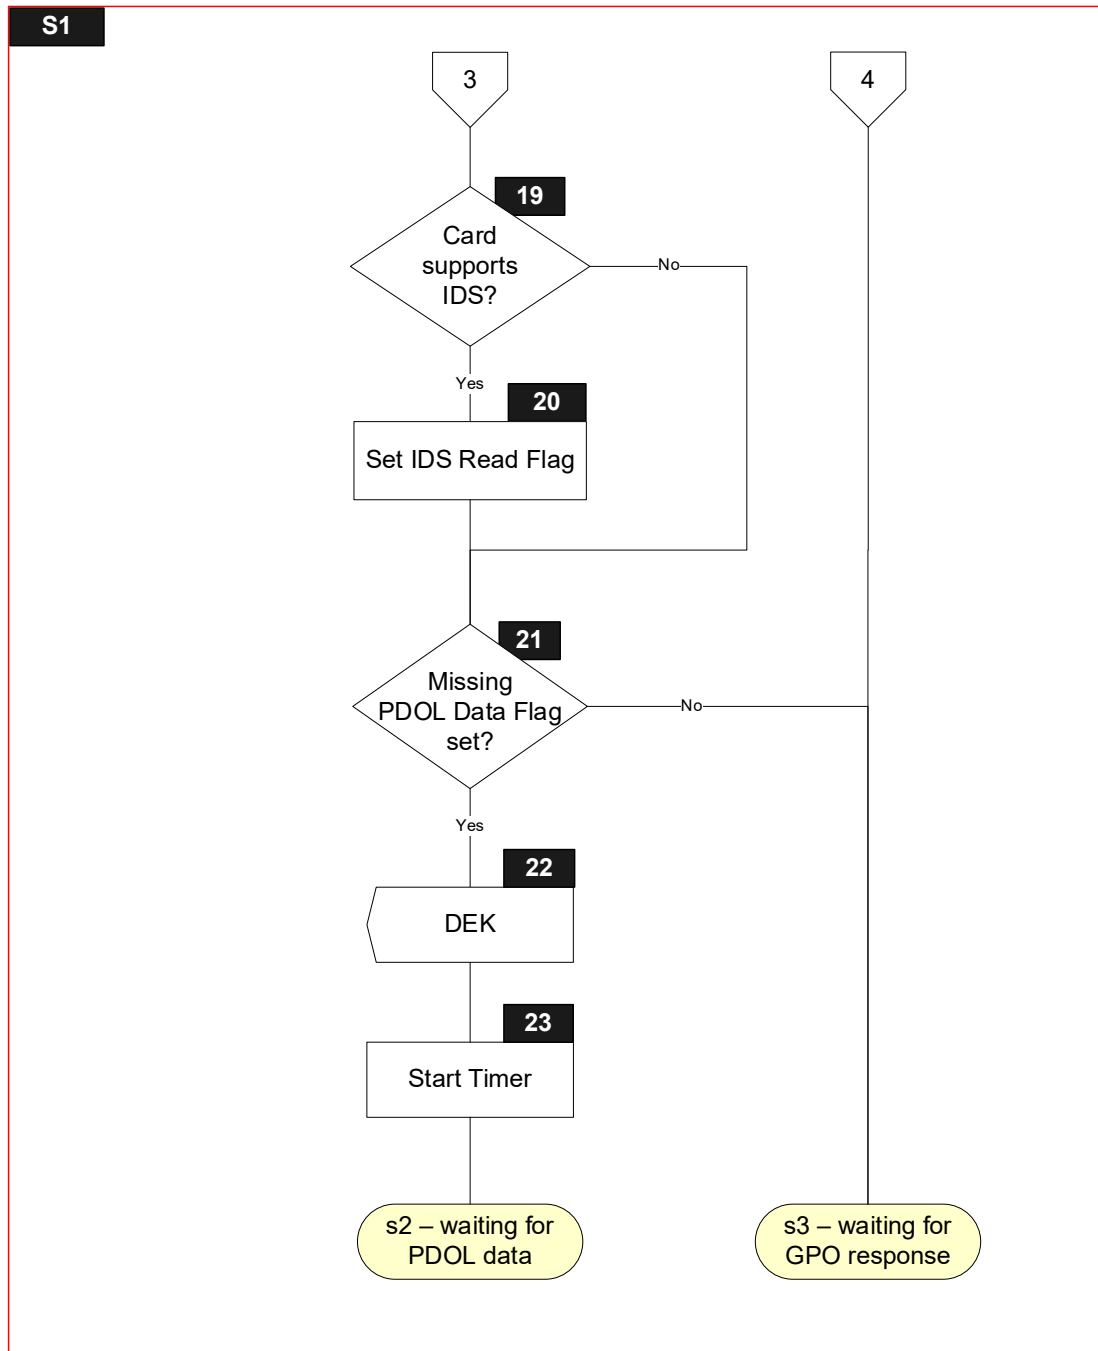 S1
3
4
19
Card
supports
IDS?
No
Yes
20
Set IDS Read Flag
21
Missing
PDOL Data Flag
set?
No
Yes
22
DEK
23
Start Timer
s2 – waiting for
PDOL data
s3 – waiting for
GPO response